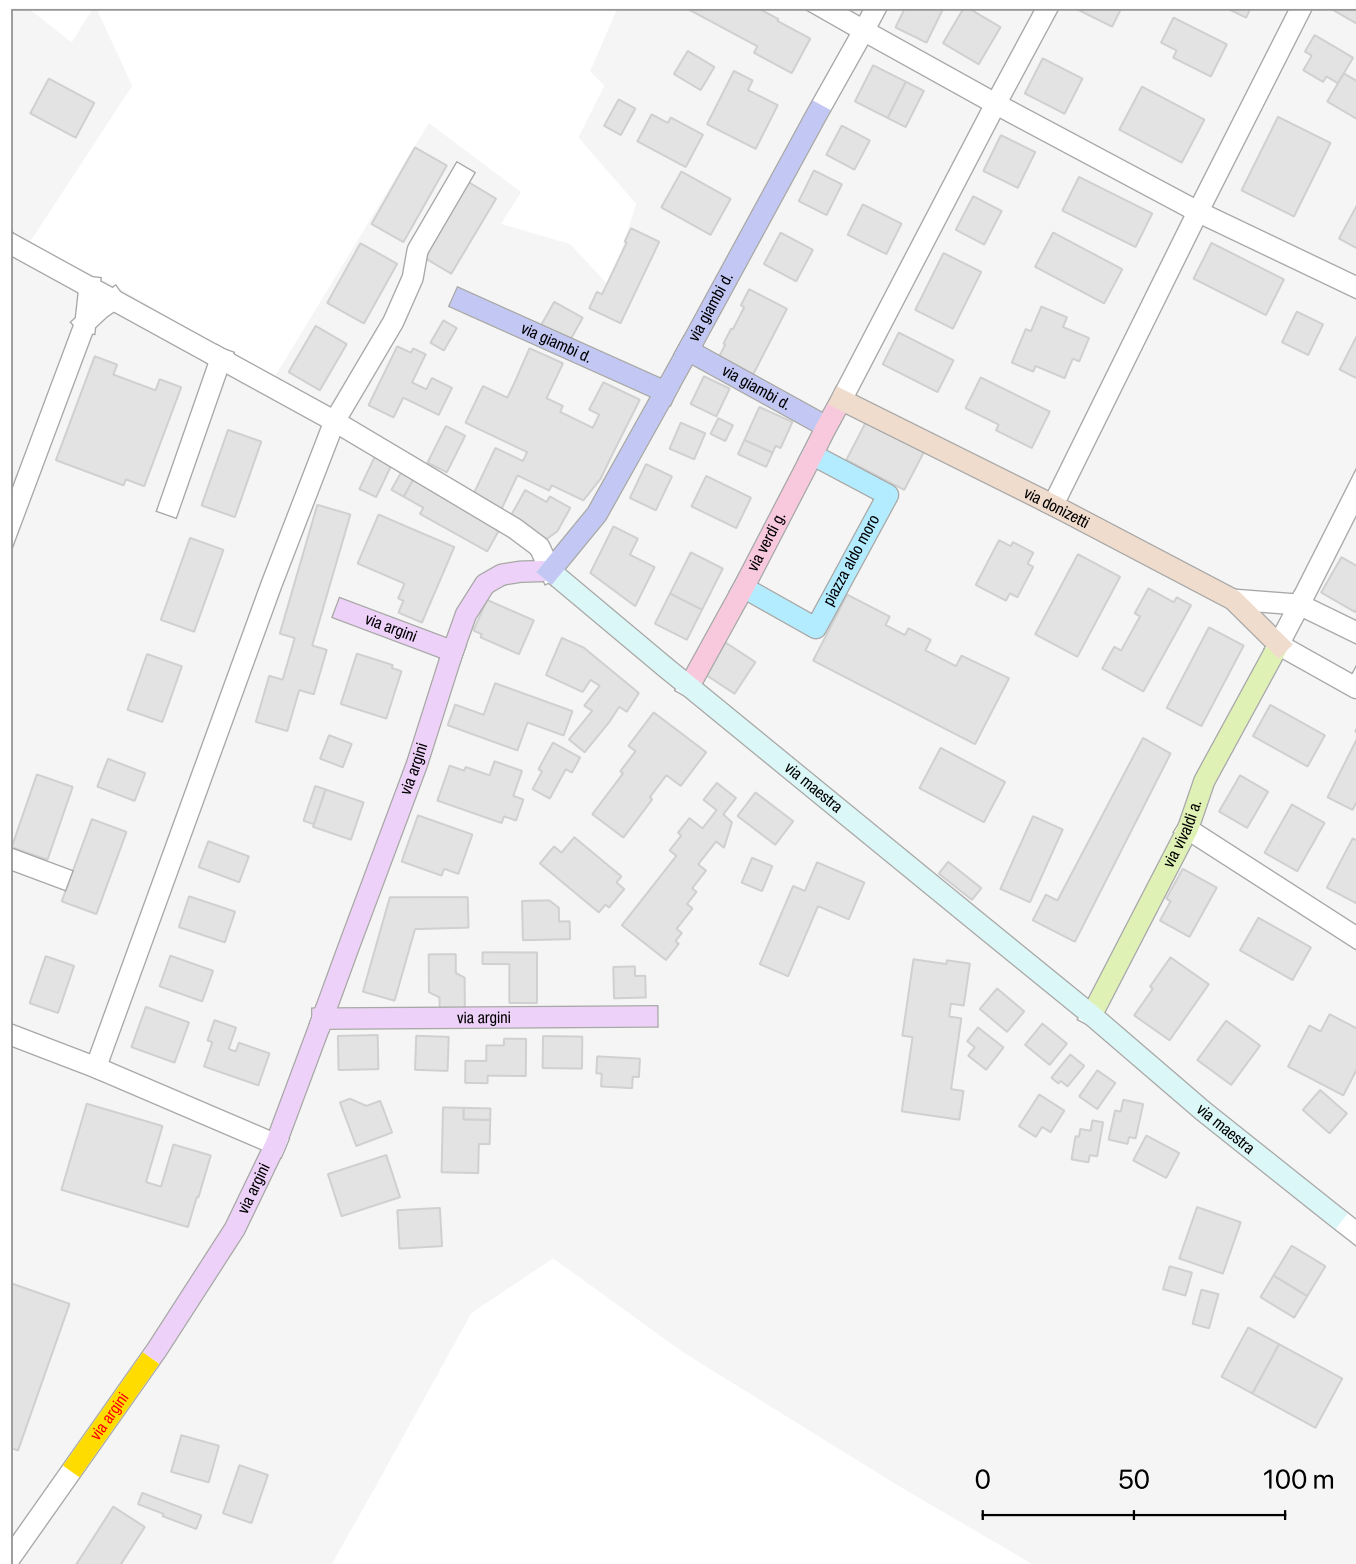 via giambi d.
via giambi d.
via giambi d.
via donizetti
via verdi g.
piazza aldo moro
via argini
via argini
via maestra
via vivaldi a.
via argini
via maestra
via argini
via argini
0 50 100 m